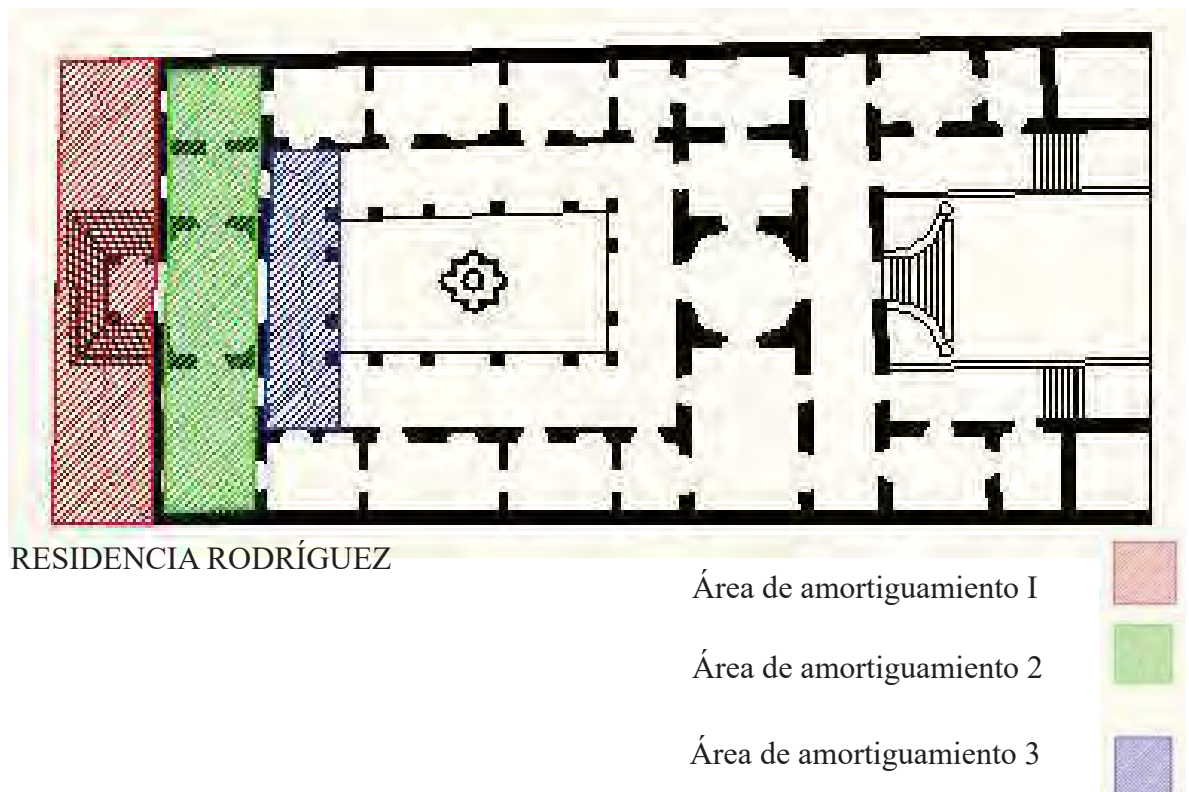 RESIDENCIA RODRÍGUEZ
Área de amortiguamiento I
Área de amortiguamiento 2
Área de amortiguamiento 3